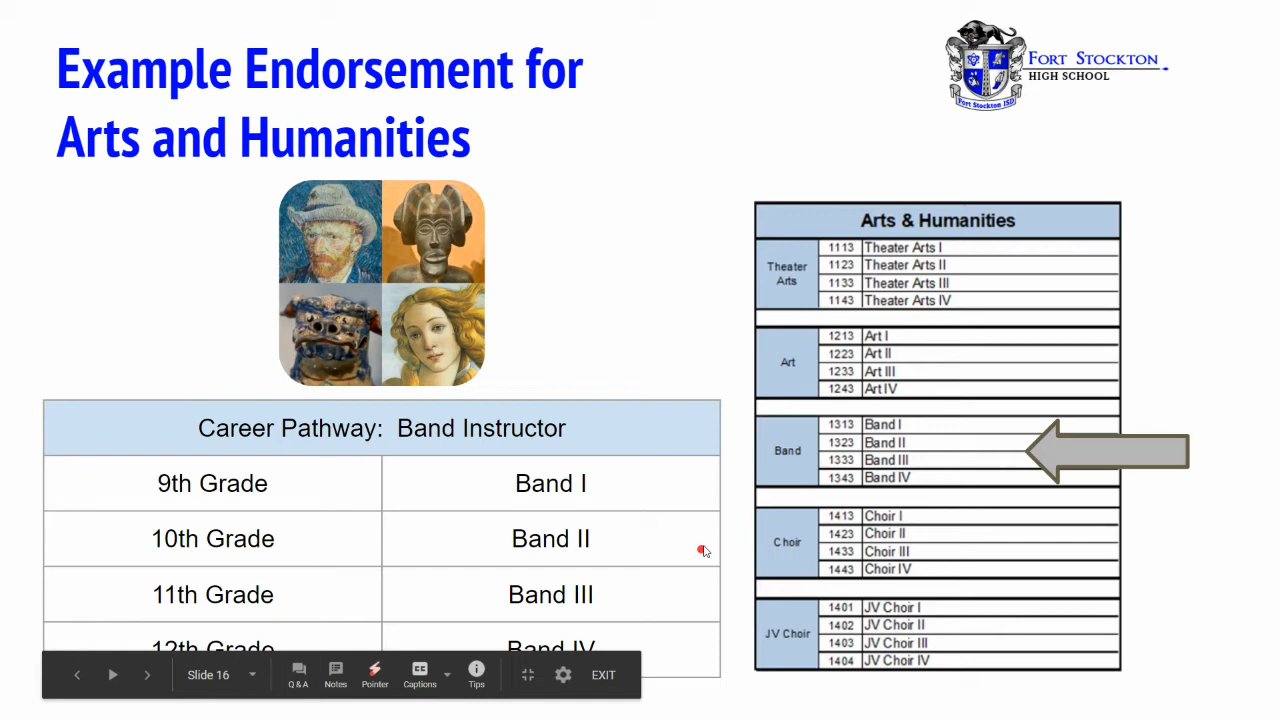 Example Endorsement for
Arts and Humanities
FORT STOCKTON
HIGH SCHOOL
Fort Stockton ISD
Career Pathway: Band Instructor
9th Grade Band I
10th Grade Band II
11th Grade Band III
12th Grade Band IV
Arts & Humanities
Theater Arts
1113 Theater Arts I
1123 Theater Arts II
1133 Theater Arts III
1143 Theater Arts IV
Art
1213 Art I
1223 Art II
1233 Art III
1243 Art IV
Band
1313 Band I
1323 Band II
1333 Band III
1343 Band IV
Choir
1413 Choir I
1423 Choir II
1433 Choir III
1443 Choir IV
JV Choir
1401 JV Choir I
1402 JV Choir II
1403 JV Choir III
1404 JV Choir IV
Slide 16
Q & A
Notes
Pointer
CC
Captions
Tips
EXIT